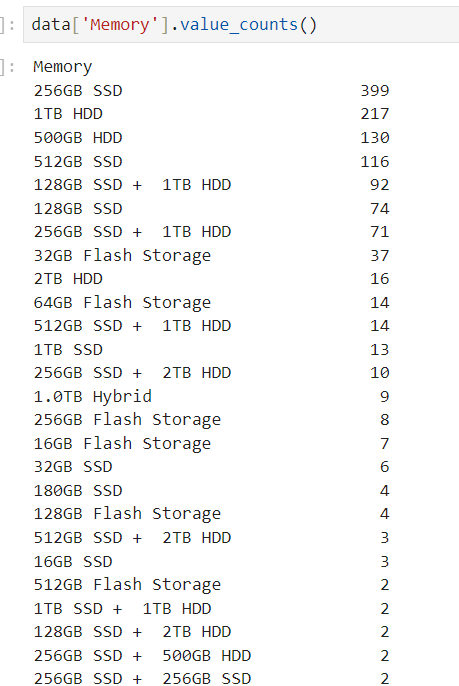 ]: data['Memory'].value_counts()
]: Memory
256GB SSD 399
1TB HDD 217
500GB HDD 130
512GB SSD 116
128GB SSD +  1TB HDD 92
128GB SSD 74
256GB SSD +  1TB HDD 71
32GB Flash Storage 37
2TB HDD 16
64GB Flash Storage 14
512GB SSD +  1TB HDD 14
1TB SSD 13
256GB SSD +  2TB HDD 10
1.0TB Hybrid 9
256GB Flash Storage 8
16GB Flash Storage 7
32GB SSD 6
180GB SSD 4
128GB Flash Storage 4
512GB SSD +  2TB HDD 3
16GB SSD 3
512GB Flash Storage 2
1TB SSD +  1TB HDD 2
128GB SSD +  2TB HDD 2
256GB SSD +  500GB HDD 2
256GB SSD +  256GB SSD 2